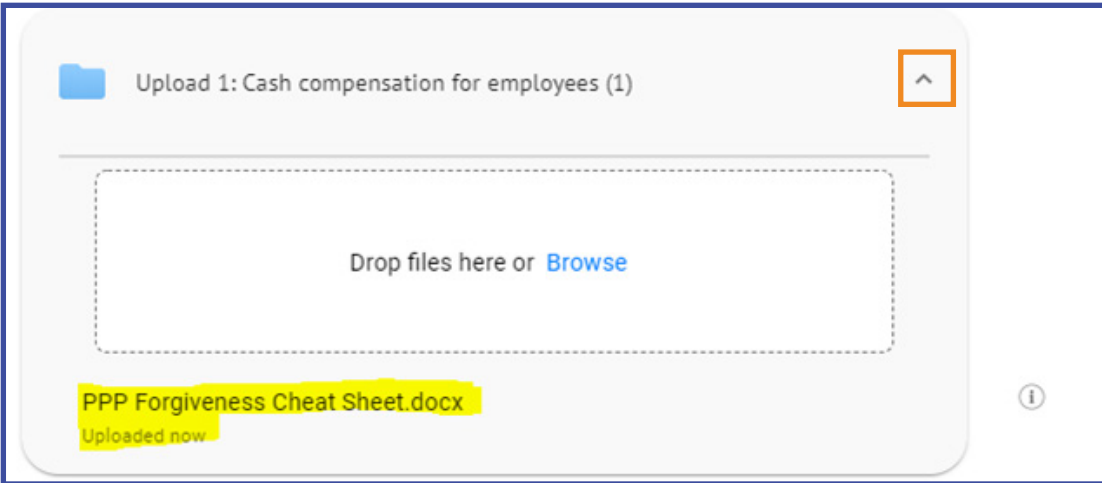 Upload 1: Cash compensation for employees (1)
Drop files here or Browse
PPP Forgiveness Cheat Sheet.docx
Uploaded now